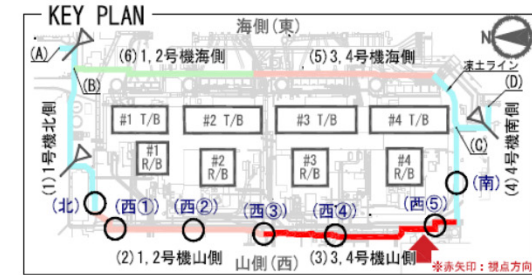 KEY PLAN
海側(東)
N
(A)
(6)1,2号機海側
(5)3,4号機海側
凍土ライン
(B)
(D)
#1 T/B
#2 T/B
#3 T/B
#4 T/B
(1)1号機北側
#1
R/B
#2
R/B
#3
R/B
#4
R/B
(C)
(4)4号機南側
(北)
(西①)
(西②)
(西③)
(西④)
(西⑤)
(南)
(2)1,2号機山側
山側(西)
(3)3,4号機山側
※赤矢印：視点方向